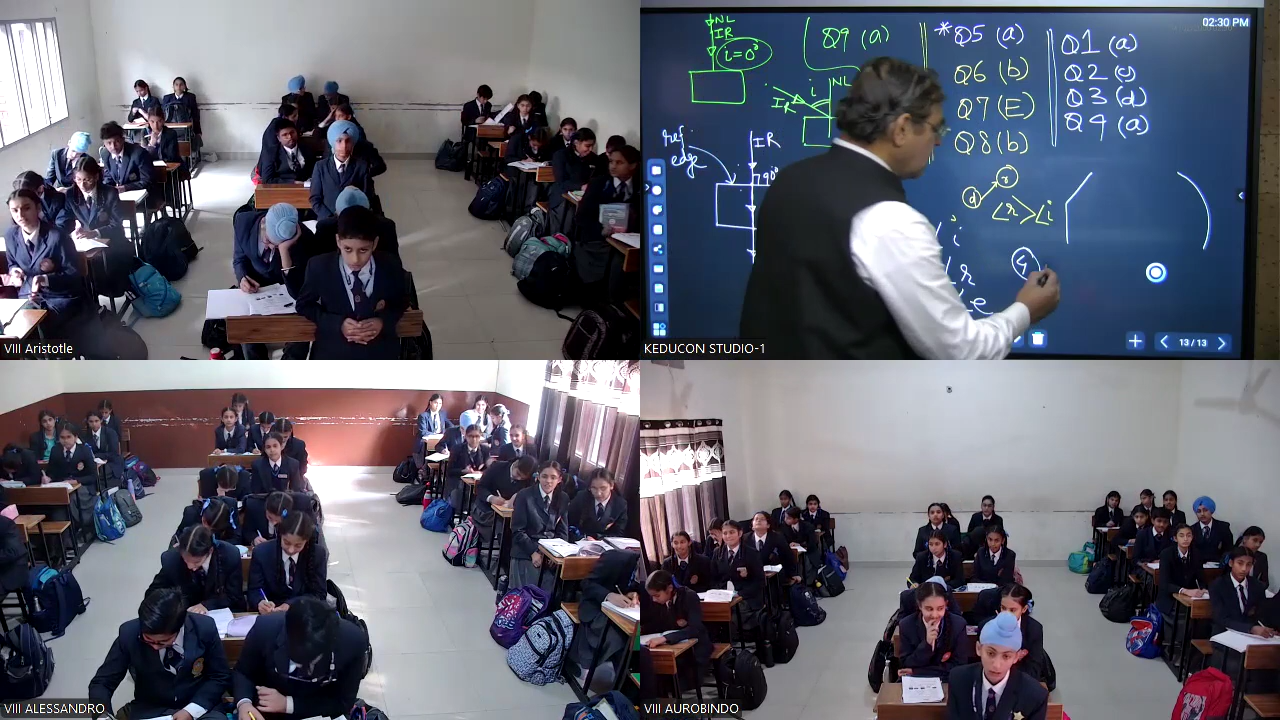 02:30 PM
NL
IR
i=0°
Q9 (a)
*Q5 (a)
Q6 (b)
Q7 (E)
Q8(b)
Q1 (a)
Q2 (c)
Q3 (d)
Q4 (a)
i
NL
IR
ref.
edge
IR
90°
d
r
∠r>∠i
∠i
∠r
∠e
VIII Aristotle
KEDUCON STUDIO-1
13 / 13
VIII ALESSANDRO
VIII AUROBINDO